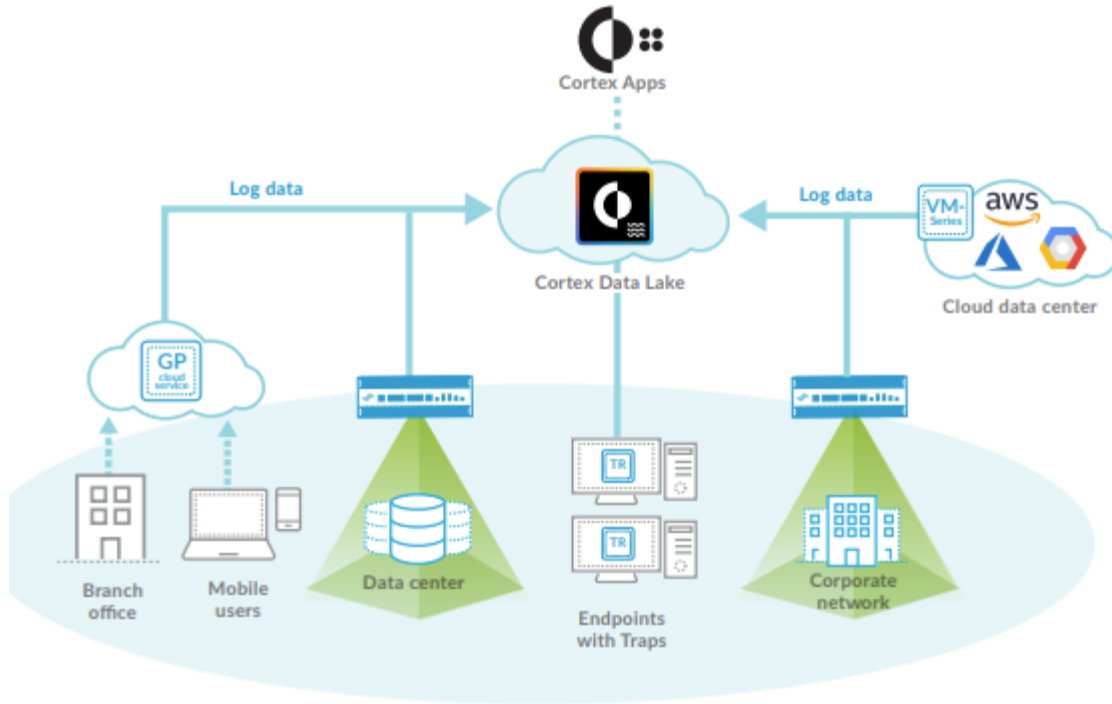 Cortex Apps
Log data
Log data
VM-
Series
aws
Cortex Data Lake
Cloud data center
GP
cloud
service
TR
TR
Branch
office
Mobile
users
Data center
Endpoints
with Traps
Corporate
network